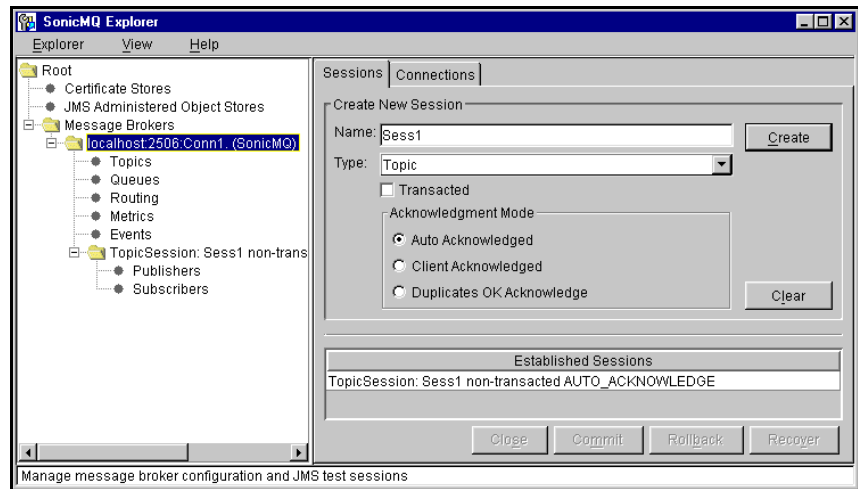 SonicMQ Explorer
Explorer View Help
Root
Certificate Stores
JMS Administered Object Stores
Message Brokers
localhost:2506:Conn1. (SonicMQ)
Topics
Queues
Routing
Metrics
Events
TopicSession: Sess1 non-trans
Publishers
Subscribers
Sessions Connections
Create New Session
Name: Sess1 Create
Type: Topic
Transacted
Acknowledgment Mode
Auto Acknowledged
Client Acknowledged
Duplicates OK Acknowledge
Clear
Established Sessions
TopicSession: Sess1 non-transacted AUTO_ACKNOWLEDGE
Close Commit Rollback Recover
Manage message broker configuration and JMS test sessions